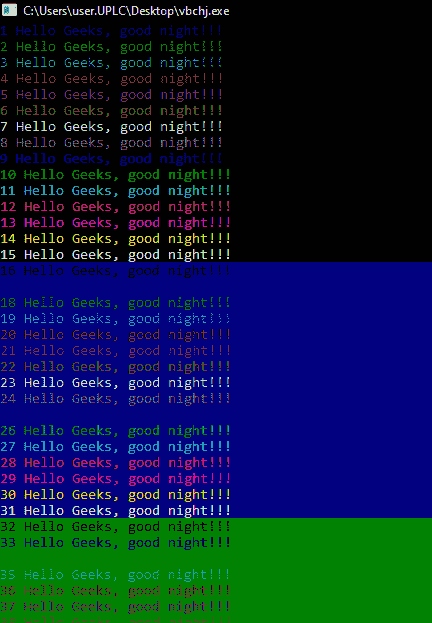 C:\Users\user.UPLC\Desktop\vbchj.exe
1 Hello Geeks, good night!!!
2 Hello Geeks, good night!!!
3 Hello Geeks, good night!!!
4 Hello Geeks, good night!!!
5 Hello Geeks, good night!!!
6 Hello Geeks, good night!!!
7 Hello Geeks, good night!!!
8 Hello Geeks, good night!!!
9 Hello Geeks, good night!!!
10 Hello Geeks, good night!!!
11 Hello Geeks, good night!!!
12 Hello Geeks, good night!!!
13 Hello Geeks, good night!!!
14 Hello Geeks, good night!!!
15 Hello Geeks, good night!!!
16 Hello Geeks, good night!!!
18 Hello Geeks, good night!!!
19 Hello Geeks, good night!!!
20 Hello Geeks, good night!!!
21 Hello Geeks, good night!!!
22 Hello Geeks, good night!!!
23 Hello Geeks, good night!!!
24 Hello Geeks, good night!!!
26 Hello Geeks, good night!!!
27 Hello Geeks, good night!!!
28 Hello Geeks, good night!!!
29 Hello Geeks, good night!!!
30 Hello Geeks, good night!!!
31 Hello Geeks, good night!!!
32 Hello Geeks, good night!!!
33 Hello Geeks, good night!!!
35 Hello Geeks, good night!!!
36 Hello Geeks, good night!!!
37 Hello Geeks, good night!!!